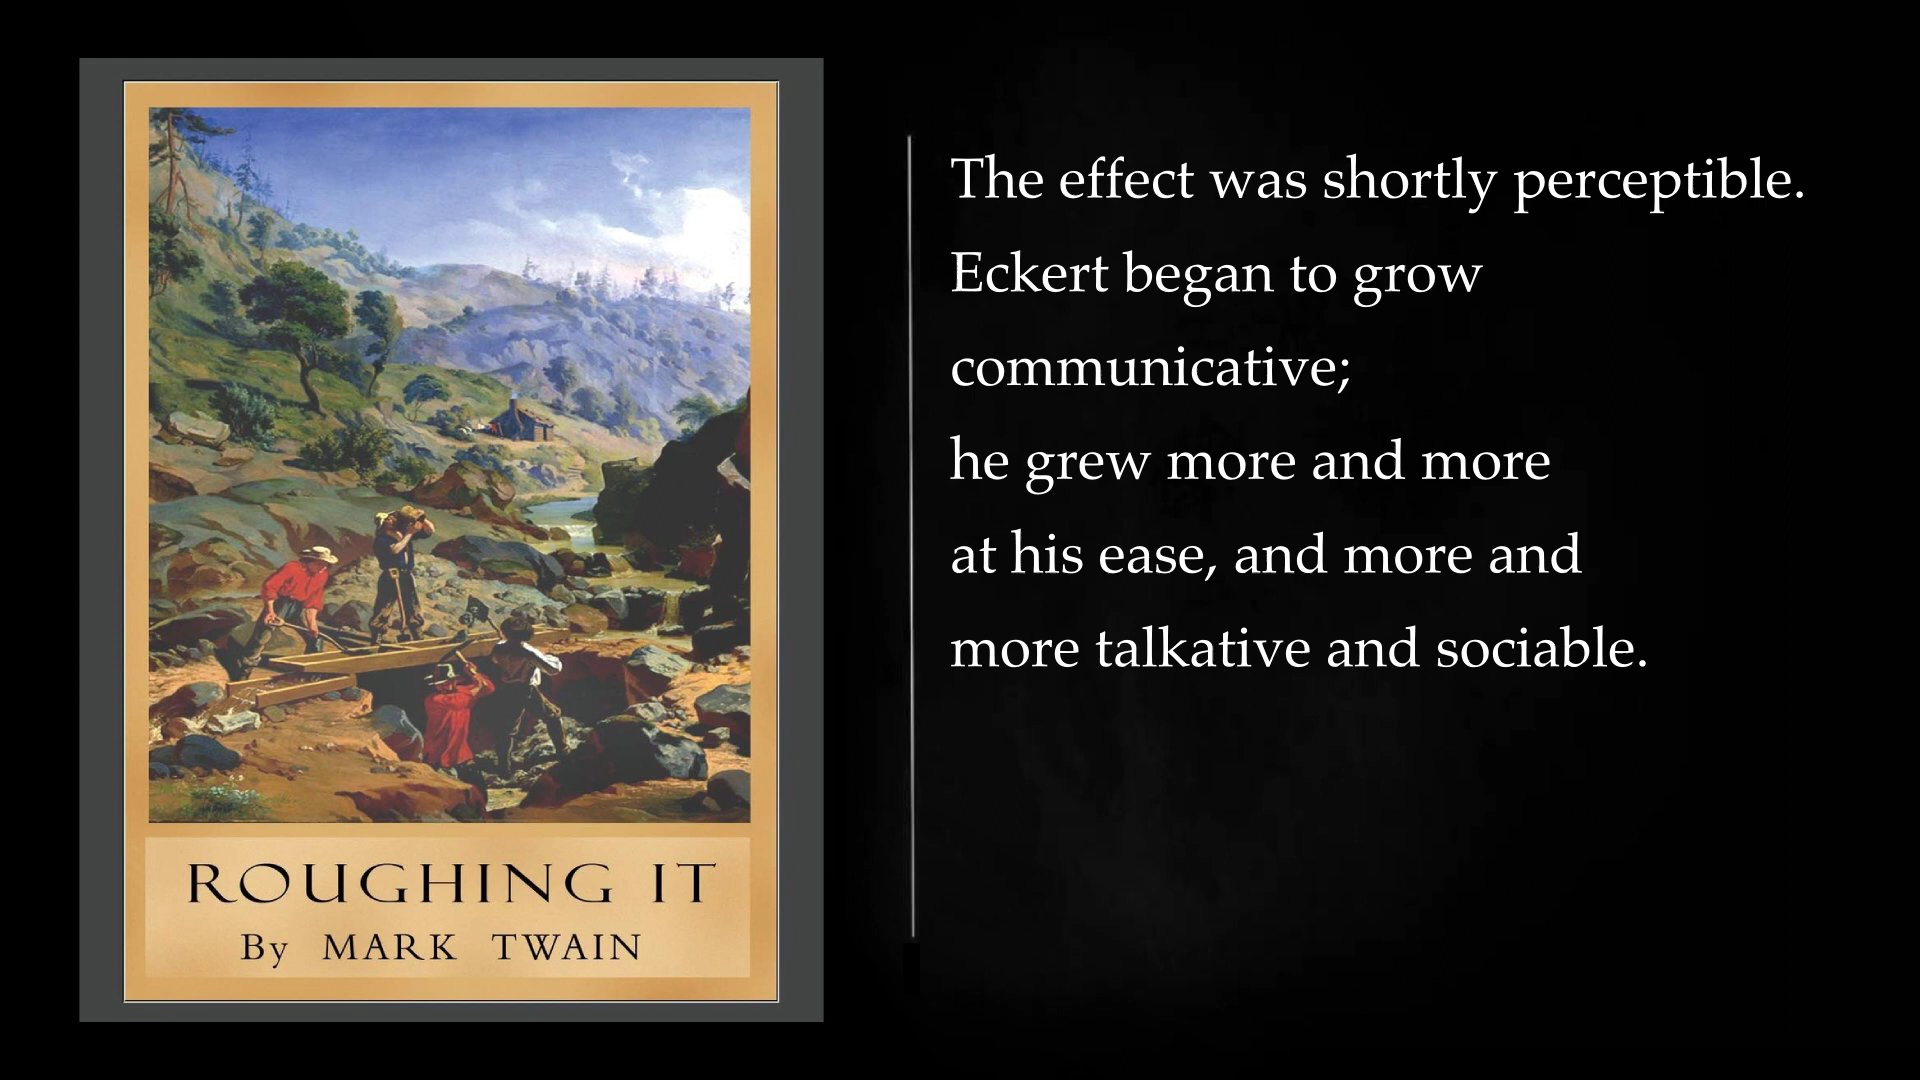 ROUGHING IT
By MARK TWAIN
The effect was shortly perceptible.
Eckert began to grow
communicative;
he grew more and more
at his ease, and more and
more talkative and sociable.